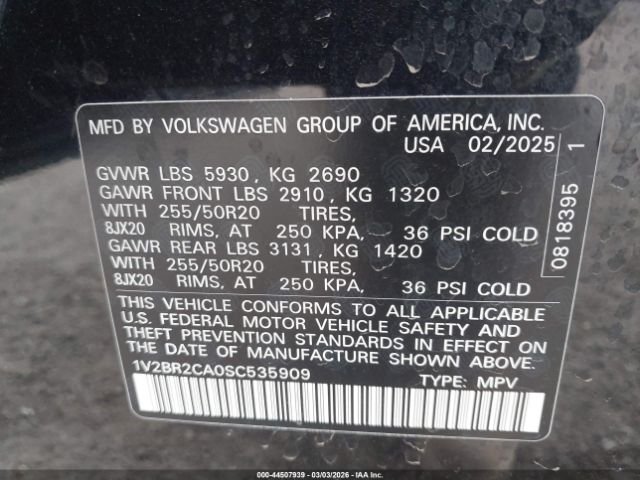 MFD BY VOLKSWAGEN GROUP OF AMERICA, INC.
USA 02/2025
GVWR LBS 5930, KG 2690
GAWR FRONT LBS 2910, KG 1320
WITH 255/50R20 TIRES,
8JX20 RIMS, AT 250 KPA, 36 PSI COLD
GAWR REAR LBS 3131, KG 1420
WITH 255/50R20 TIRES,
8JX20 RIMS, AT 250 KPA, 36 PSI COLD
THIS VEHICLE CONFORMS TO ALL APPLICABLE
U.S. FEDERAL MOTOR VEHICLE SAFETY AND
THEFT PREVENTION STANDARDS IN EFFECT ON
THE DATE OF MANUFACTURE SHOWN ABOVE.
1V2BR2CA0SC535909 TYPE: MPV
0818395 1
000-44507939 | 03/03/2026 - IAAI,INC